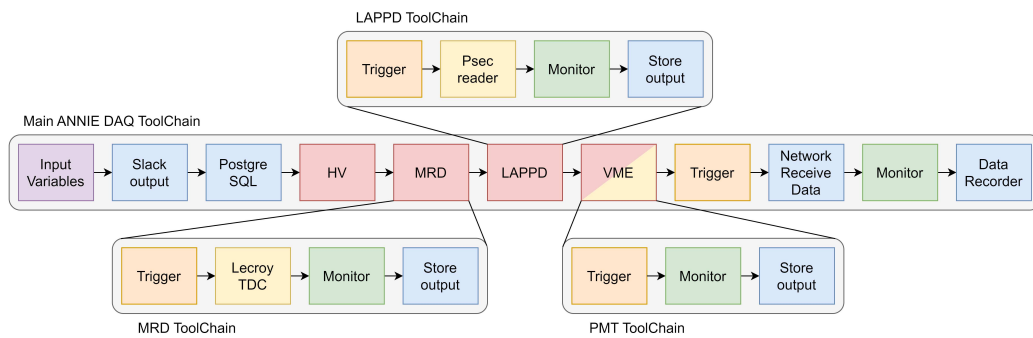 LAPPD ToolChain
Trigger
Psec
reader
Monitor
Store
output
Main ANNIE DAQ ToolChain
Input
Variables
Slack
output
Postgre
SQL
HV
MRD
LAPPD
VME
Trigger
Network
Receive
Data
Monitor
Data
Recorder
Trigger
Lecroy
TDC
Monitor
Store
output
MRD ToolChain
Trigger
Monitor
Store
output
PMT ToolChain